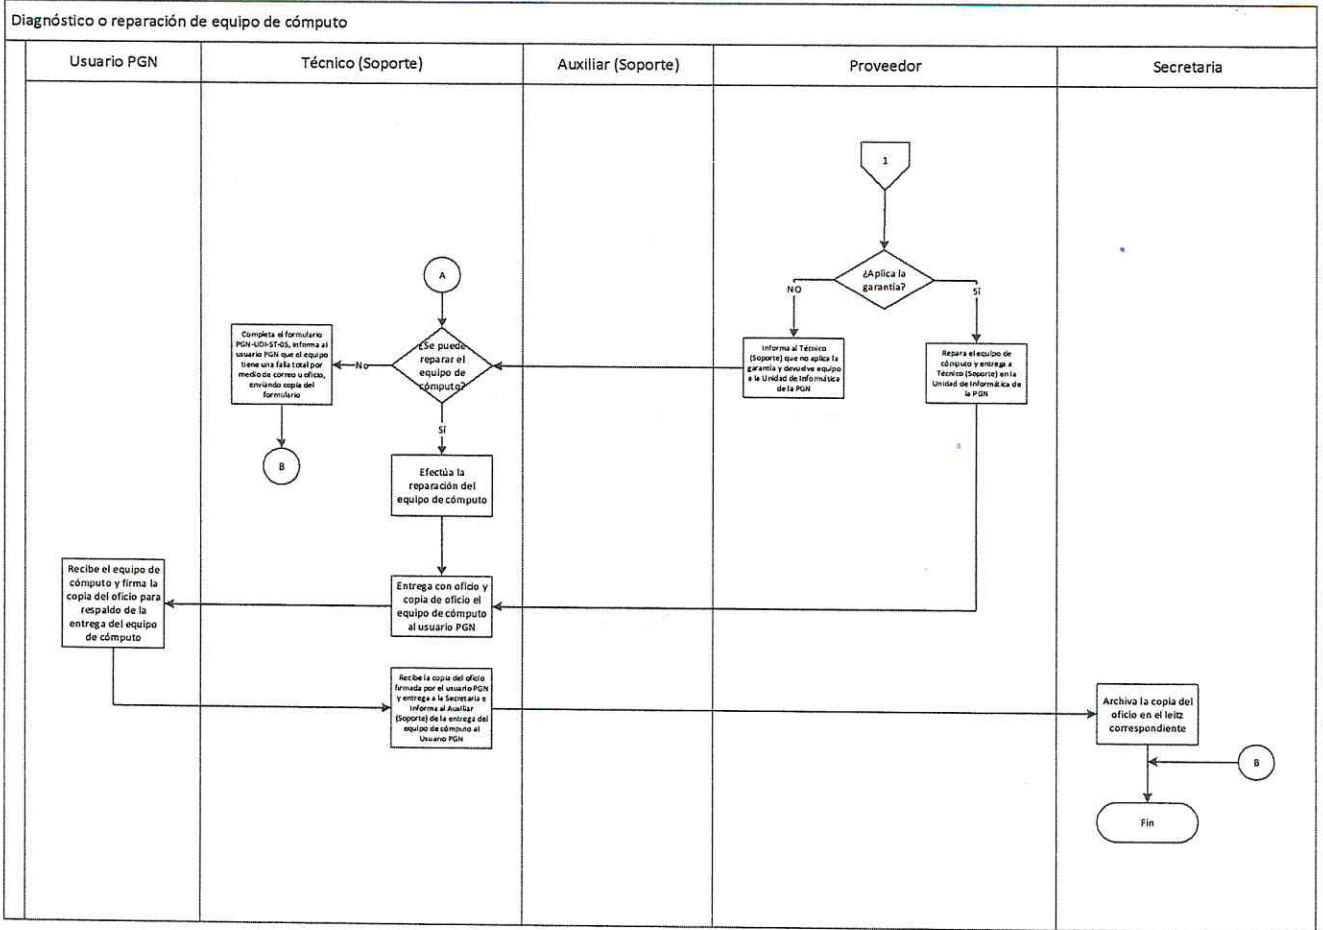 Diagnóstico o reparación de equipo de cómputo
Usuario PGN
Técnico (Soporte)
Auxiliar (Soporte)
Proveedor
Secretaria
1
¿Aplica la
garantía?
NO
SÍ
A
¿Se puede
reparar el
equipo de
cómputo?
No
SÍ
Completa el formulario
PGN-UDI-ST-05, informa al
usuario PGN que el equipo
tiene una falla total por
medio de correo u oficio,
enviando copia del
formulario
Informa al Técnico
(Soporte) que no aplica la
garantía y devuelve equipo
a la Unidad de Informática
de la PGN
Repara el equipo de
cómputo y entrega a
Técnico (Soporte) en la
Unidad de Informática de
la PGN
B
Efectúa la
reparación del
equipo de cómputo
Recibe el equipo de
cómputo y firma la
copia del oficio para
respaldo de la
entrega del equipo
de cómputo
Entrega con oficio y
copia de oficio el
equipo de cómputo
al usuario PGN
Recibe la copia del oficio
firmada por el usuario PGN
y entrega a la Secretaria e
informa al Auxiliar
(Soporte) de la entrega del
equipo de cómputo al
Usuario PGN
Archiva la copia del
oficio en el leitz
correspondiente
B
Fin